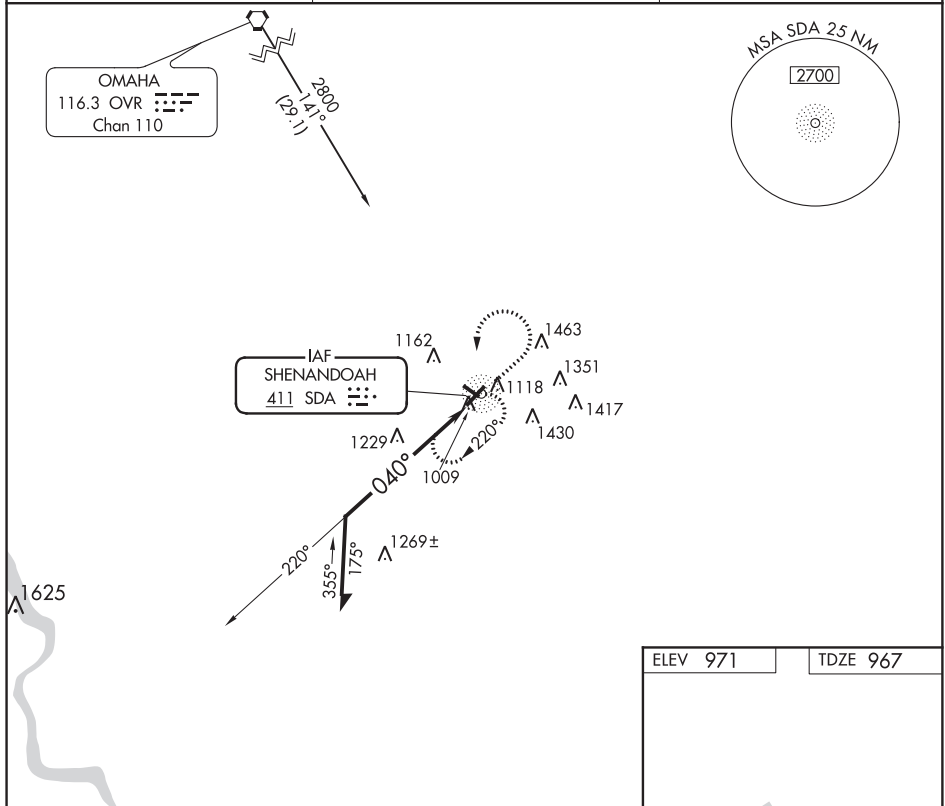 OMAHA
116.3 OVR
Chan 110
2800
141°
(29.1)
MSA SDA 25 NM
2700
IAF
SHENANDOAH
411 SDA
1162
1463
1351
1118
1417
1430
1229
040°
220°
1009
220°
355°
175°
1269±
1625
ELEV 971
TDZE 967